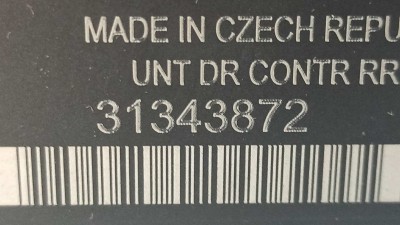 MADE IN CZECH REPU
UNT DR CONTR RR
31343872